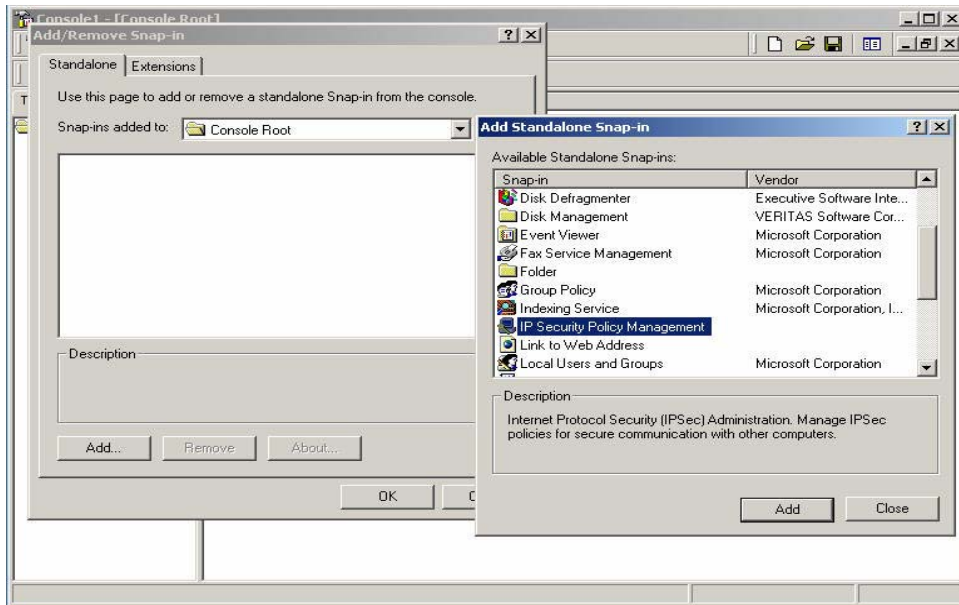 Console1 - [Console Root]
Add/Remove Snap-in
Standalone
Extensions
Use this page to add or remove a standalone Snap-in from the console.
Snap-ins added to:
Console Root
Description
Add...
Remove
About...
OK
C
T
Add Standalone Snap-in
Available Standalone Snap-ins:
Snap-in Vendor
Disk Defragmenter Executive Software Inte...
Disk Management VERITAS Software Cor...
Event Viewer Microsoft Corporation
Fax Service Management Microsoft Corporation
Folder
Group Policy Microsoft Corporation
Indexing Service Microsoft Corporation, I...
IP Security Policy Management
Link to Web Address
Local Users and Groups Microsoft Corporation
Description
Internet Protocol Security (IPSec) Administration. Manage IPSec
policies for secure communication with other computers.
Add
Close